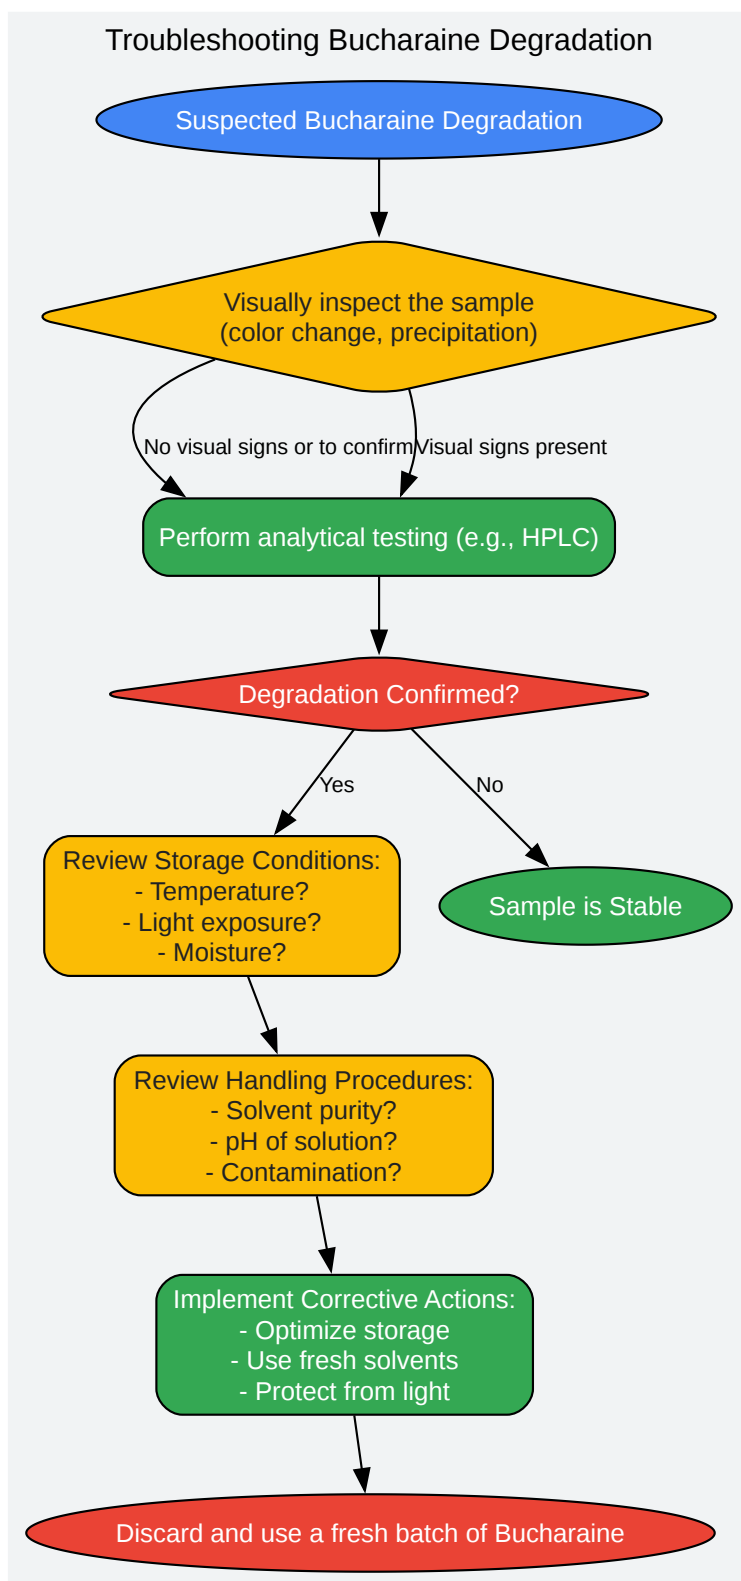 Troubleshooting Bucharaine Degradation
Suspected Bucharaine Degradation
Visually inspect the sample
(color change, precipitation)
No visual signs or to confirm
Visual signs present
Perform analytical testing (e.g., HPLC)
Degradation Confirmed?
Yes
No
Review Storage Conditions:
- Temperature?
- Light exposure?
- Moisture?
Sample is Stable
Review Handling Procedures:
- Solvent purity?
- pH of solution?
- Contamination?
Implement Corrective Actions:
- Optimize storage
- Use fresh solvents
- Protect from light
Discard and use a fresh batch of Bucharaine